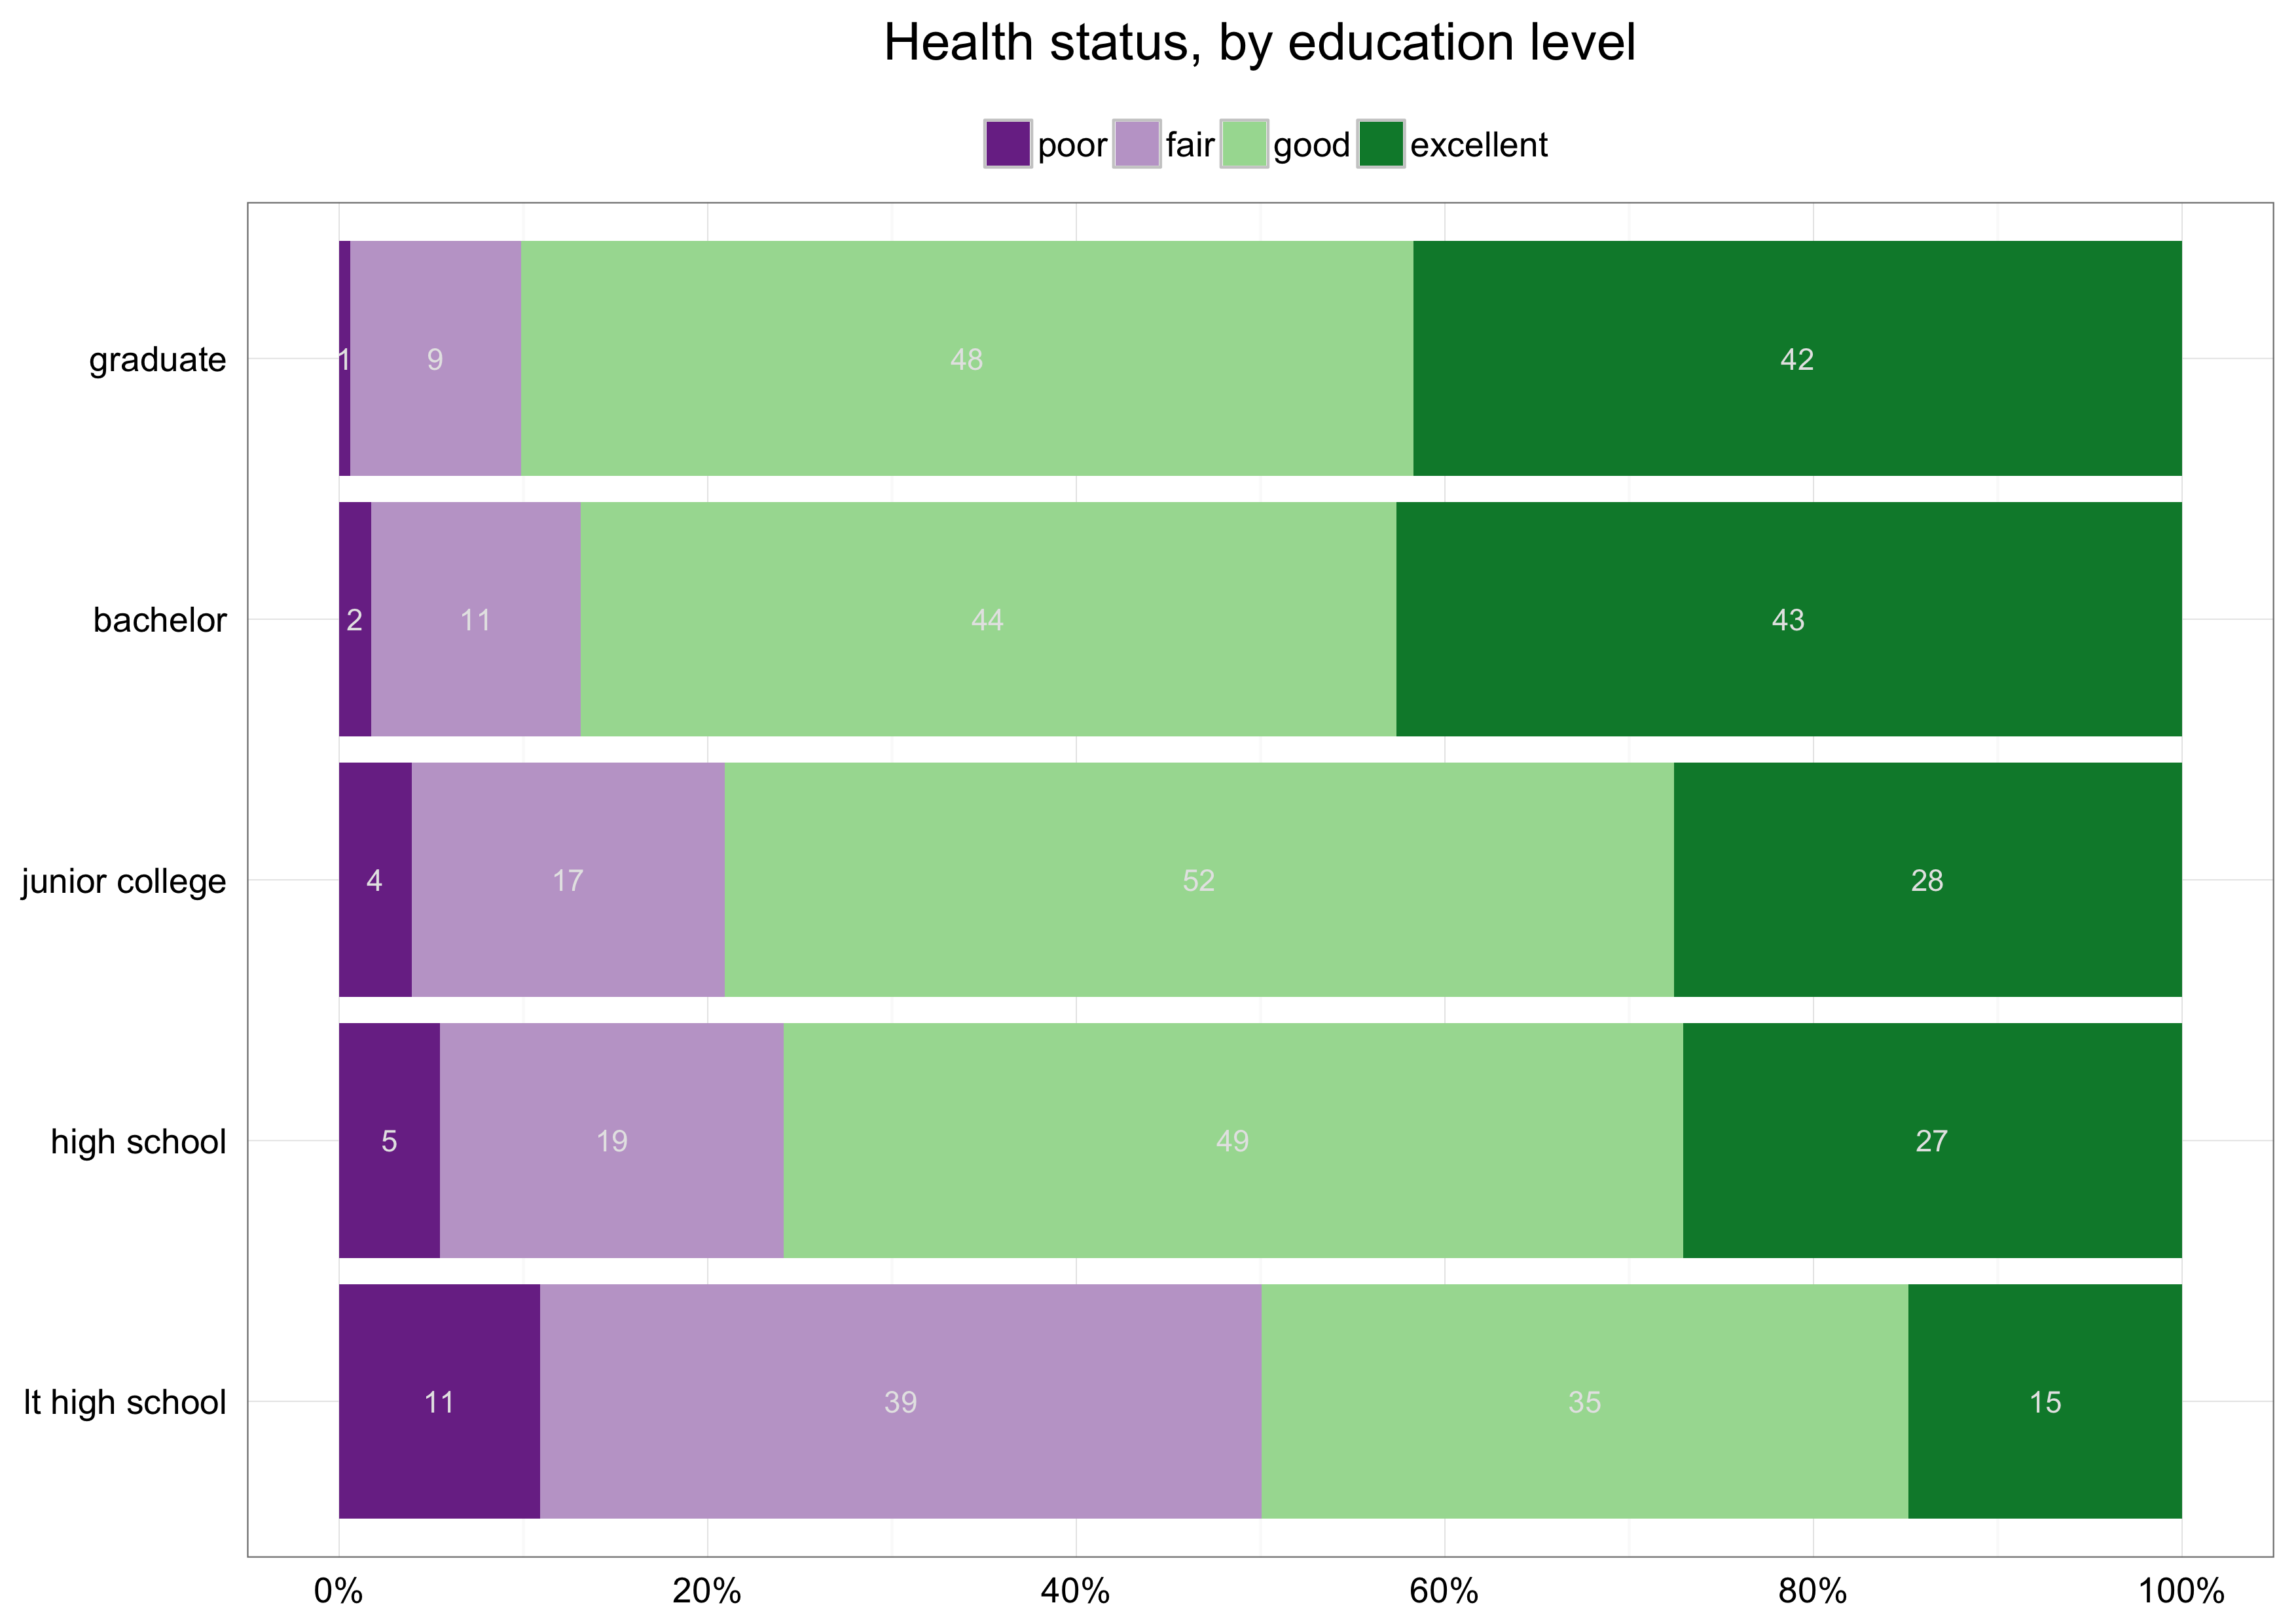 Health status, by education level
poor fair good excellent
graduate 1 9 48 42
bachelor 2 11 44 43
junior college 4 17 52 28
high school 5 19 49 27
lt high school 11 39 35 15
0% 20% 40% 60% 80% 100%